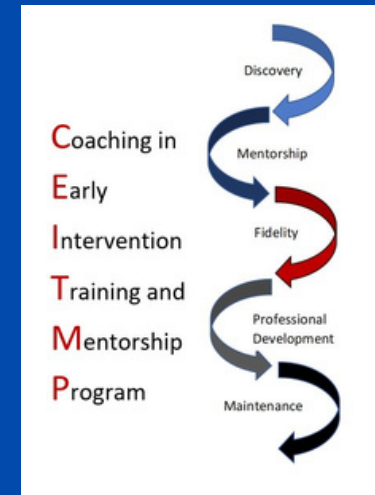 Coaching in
Early
Intervention
Training and
Mentorship
Program
Discovery
Mentorship
Fidelity
Professional
Development
Maintenance